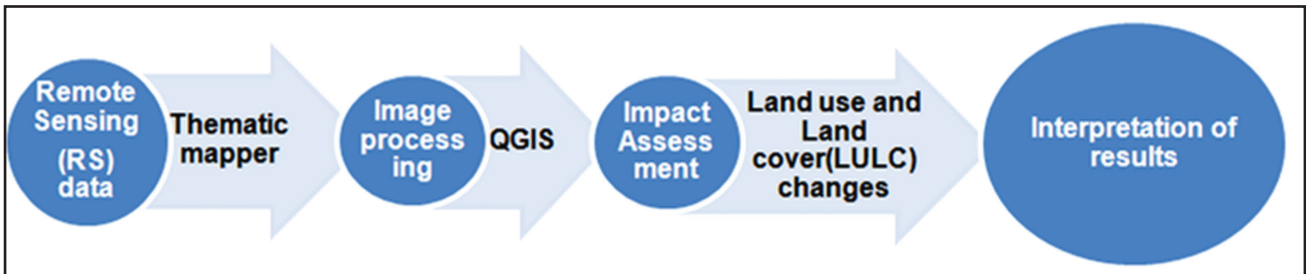 Remote
Sensing
(RS)
data
Thematic
mapper
Image
process
ing
QGIS
Impact
Assess
ment
Land use and
Land
cover(LULC)
changes
Interpretation of
results